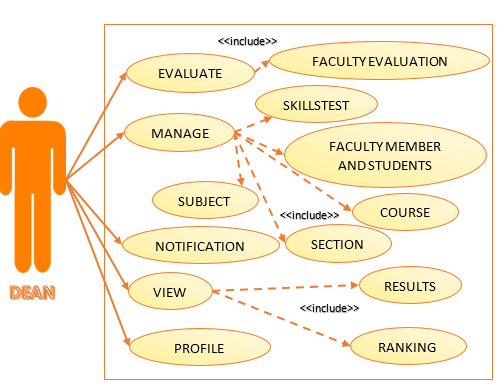 <<include>>
FACULTY EVALUATION
EVALUATE
SKILLSTEST
MANAGE
FACULTY MEMBER
AND STUDENTS
SUBJECT
COURSE
<<include>>
NOTIFICATION
SECTION
VIEW
RESULTS
DEAN
<<include>>
PROFILE
RANKING